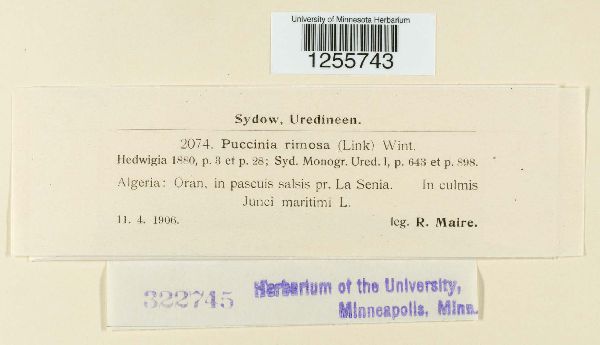 University of Minnesota Herbarium
1255743
Sydow, Uredineen.
2074. Puccinia rimosa (Link) Wint.
Hedwigia 1880, p. 3 et p. 28; Syd. Monogr. Ured. I, p. 643 et p. 898.
Algeria: Oran, in pascuis salsis pr. La Senia. In culmis
Junci maritimi L.
11. 4. 1906. leg. R. Maire.
322745 Herbarium of the University,
Minneapolis, Minn.